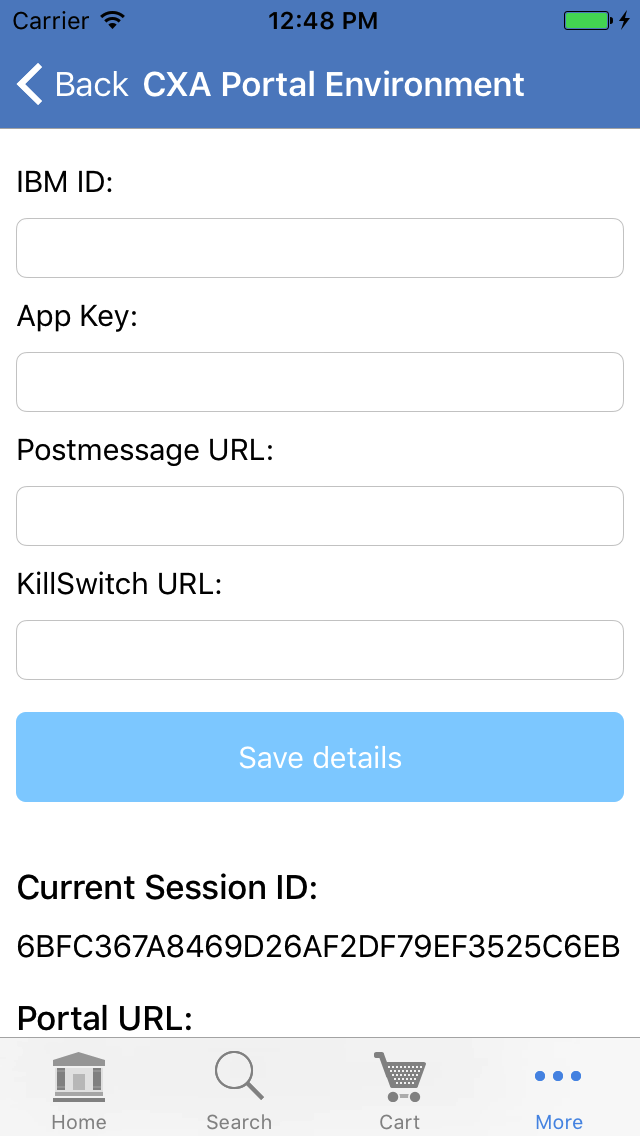 Carrier 12:48 PM
Back CXA Portal Environment
IBM ID:
App Key:
Postmessage URL:
KillSwitch URL:
Save details
Current Session ID:
6BFC367A8469D26AF2DF79EF3525C6EB
Portal URL:
Home Search Cart More